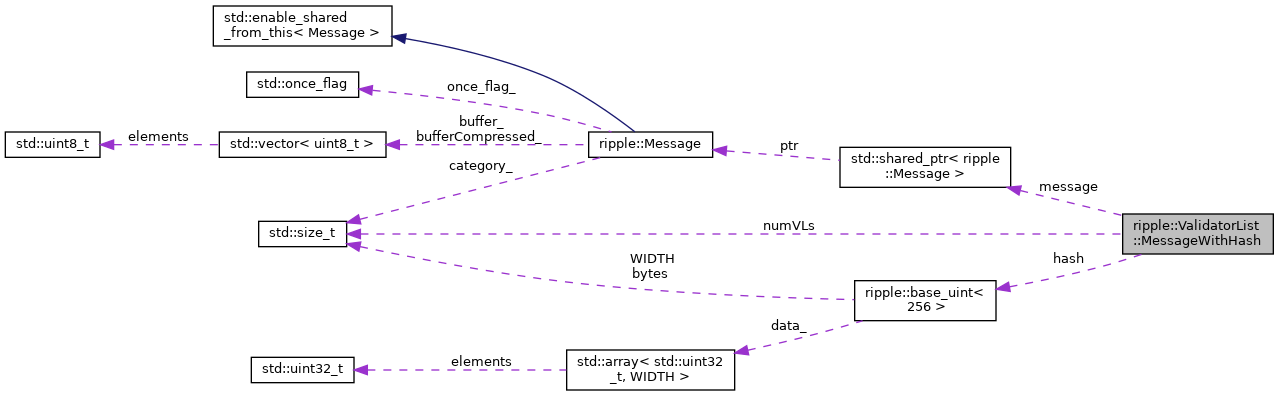 std::enable_shared
_from_this< Message >
std::once_flag
once_flag_
buffer_
bufferCompressed_
std::uint8_t
elements
std::vector< uint8_t >
ripple::Message
ptr
std::shared_ptr< ripple
::Message >
category_
message
std::size_t
numVLs
ripple::ValidatorList
::MessageWithHash
WIDTH
bytes
hash
ripple::base_uint<
256 >
data_
std::uint32_t
elements
std::array< std::uint32
_t, WIDTH >